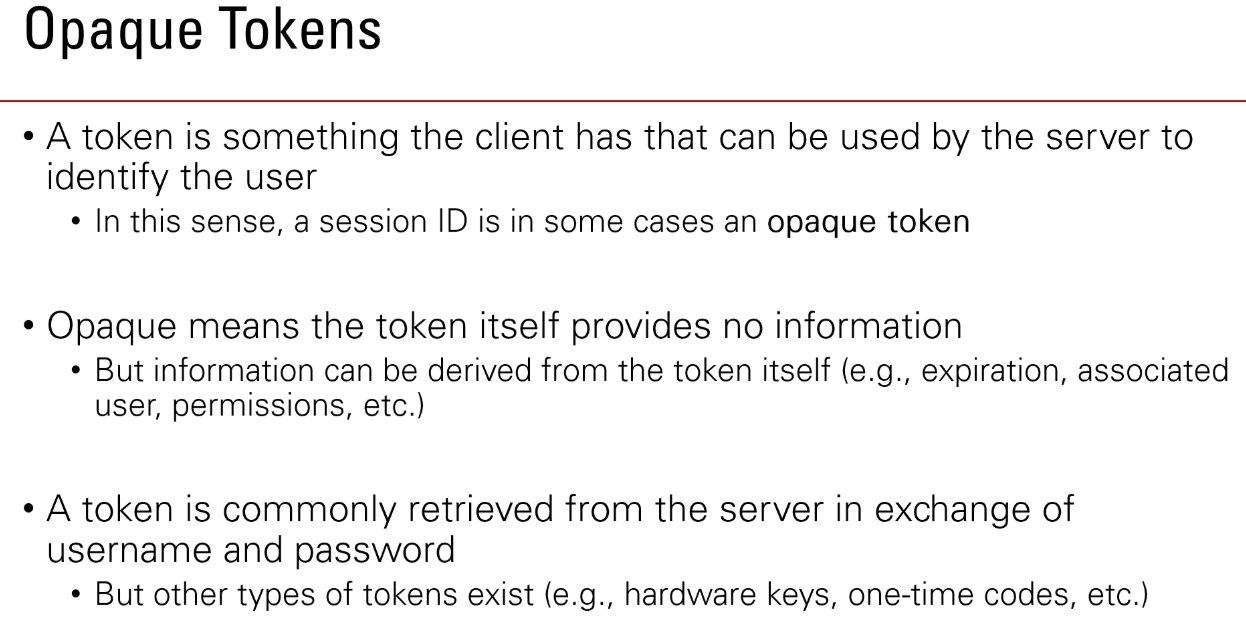 Opaque Tokens
• A token is something the client has that can be used by the server to
identify the user
• In this sense, a session ID is in some cases an opaque token
• Opaque means the token itself provides no information
• But information can be derived from the token itself (e.g., expiration, associated
user, permissions, etc.)
• A token is commonly retrieved from the server in exchange of
username and password
• But other types of tokens exist (e.g., hardware keys, one-time codes, etc.)